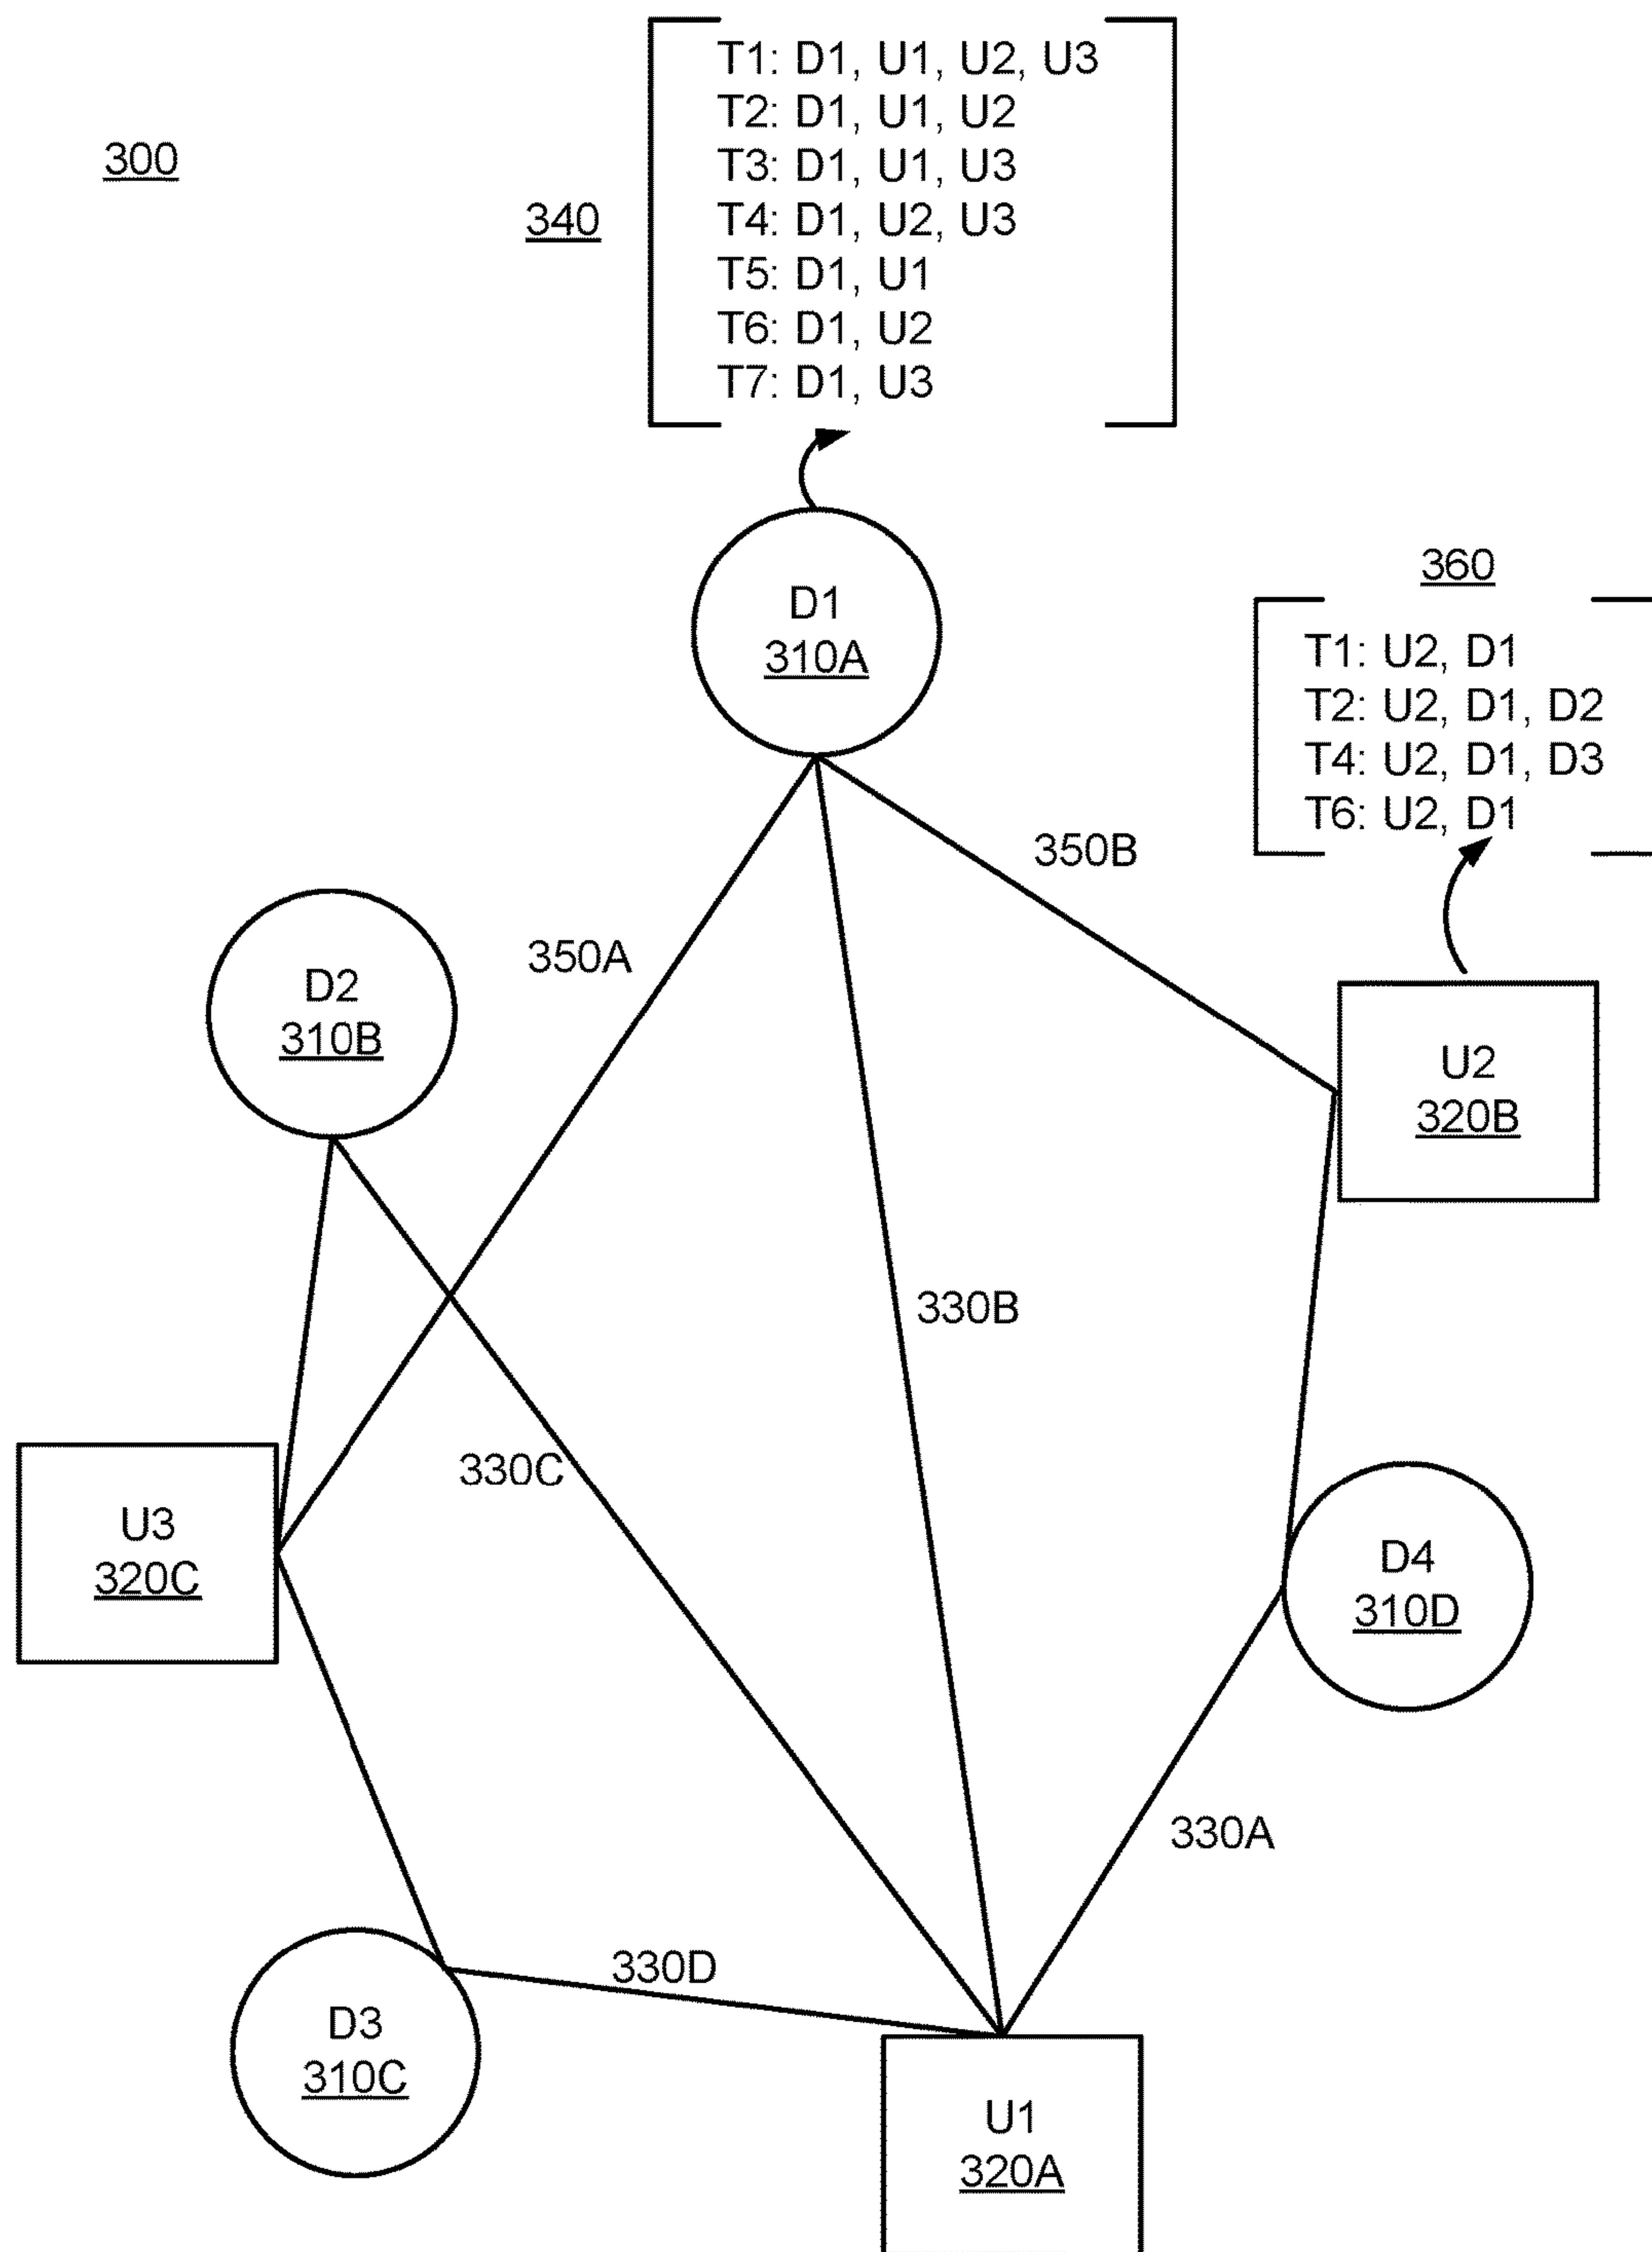 T1: D1, U1, U2, U3
T2: D1, U1, U2
300
T3: D1, U1, U3
340
T4: D1, U2, U3
T5: D1, U1
T6: D1, U2
T7: D1, U3
360
D1
310A
T1: U2, D1
T2: U2, D1, D2
T4: U2, D1, D3
T6: U2, D1
350B
350A
D2
310B
U2
320B
330B
330C
U3
320C
D4
310D
330A
330D
D3
310C
U1
320A